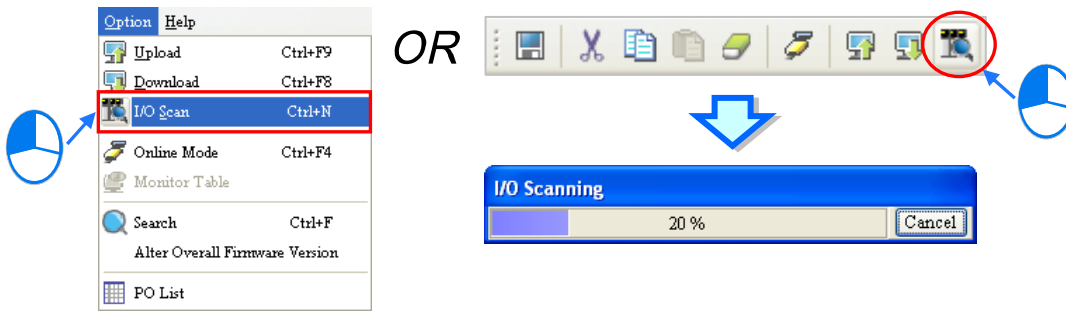 Option Help
Upload Ctrl+F9
Download Ctrl+F8
I/O Scan Ctrl+N
Online Mode Ctrl+F4
Monitor Table
Search Ctrl+F
Alter Overall Firmware Version
PO List
OR
I/O Scanning
20 % Cancel